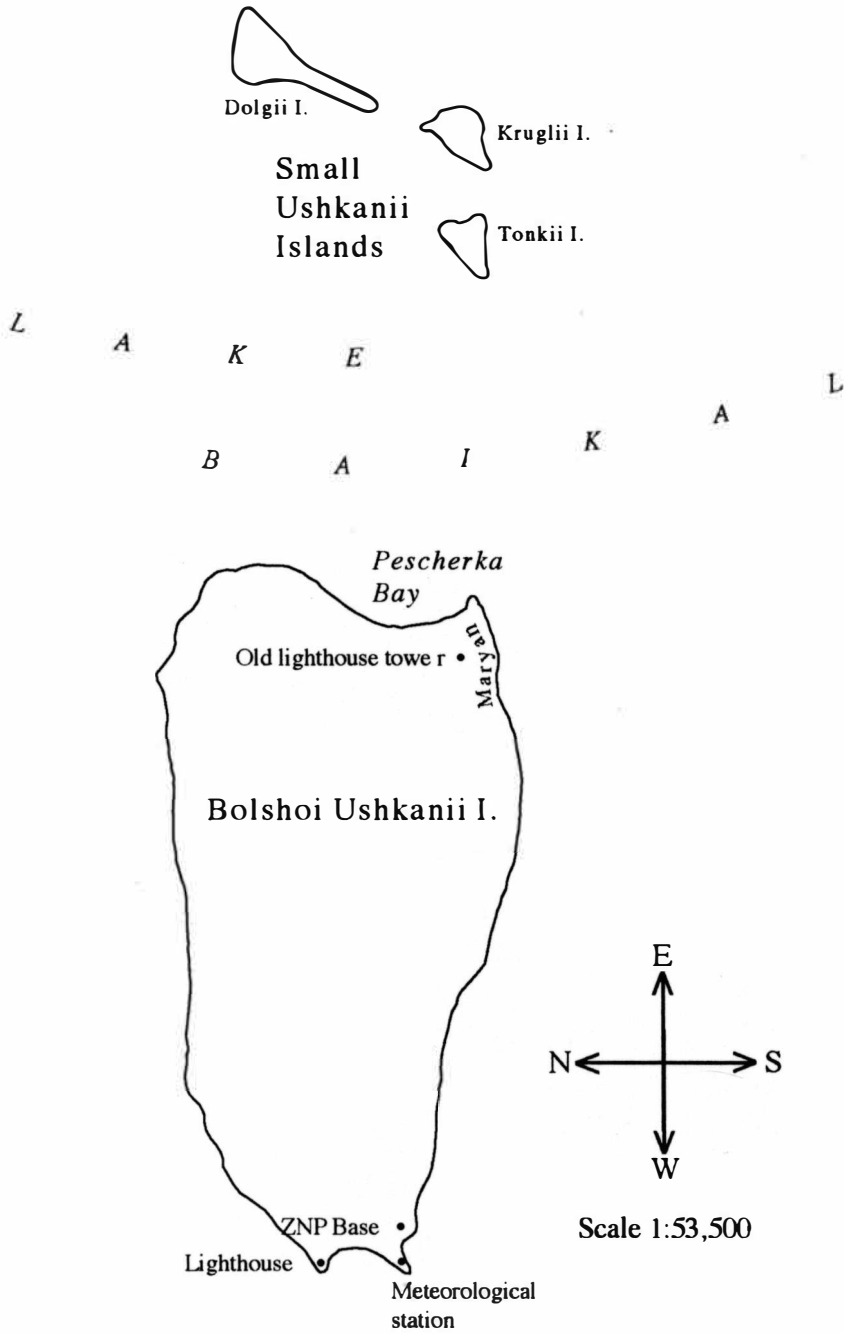 Dolgii I.
Kruglii I.
Small
Ushkanii
Islands
Tonkii I.
L A K E
B A I K A L
Pescherka
Bay
Old lighthouse towe r
Maryan
Bolshoi Ushkanii I.
E
N S
W
ZNP Base
Scale 1:53,500
Lighthouse
Meteorological
station